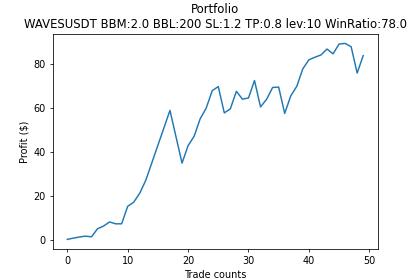 Portfolio
WAVESUSDT BBM:2.0 BBL:200 SL:1.2 TP:0.8 lev:10 WinRatio:78.0
Profit ($)
80
60
40
20
0
0 10 20 30 40 50
Trade counts